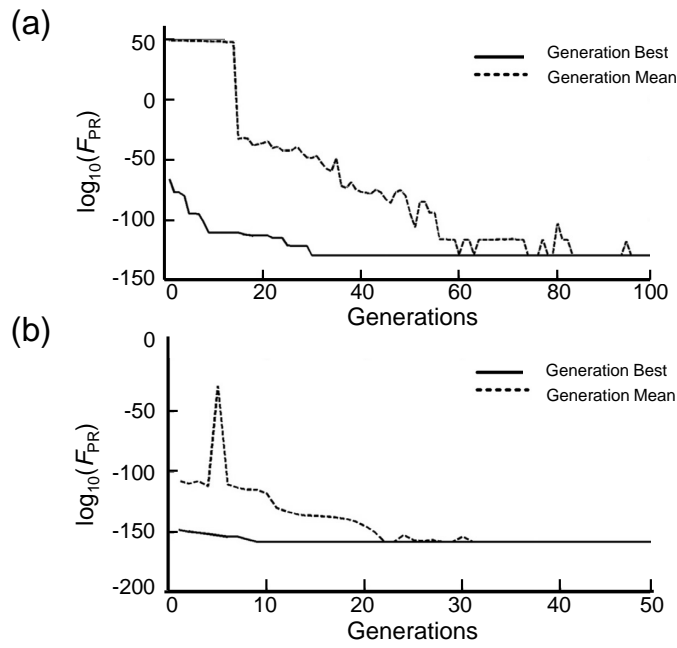 (a)
50
0
-50
-100
-150
log10(FPR)
Generation Best
Generation Mean
0 20 40 60 80 100
Generations
(b)
0
-50
-100
-150
-200
log10(FPR)
Generation Best
Generation Mean
0 10 20 30 40 50
Generations